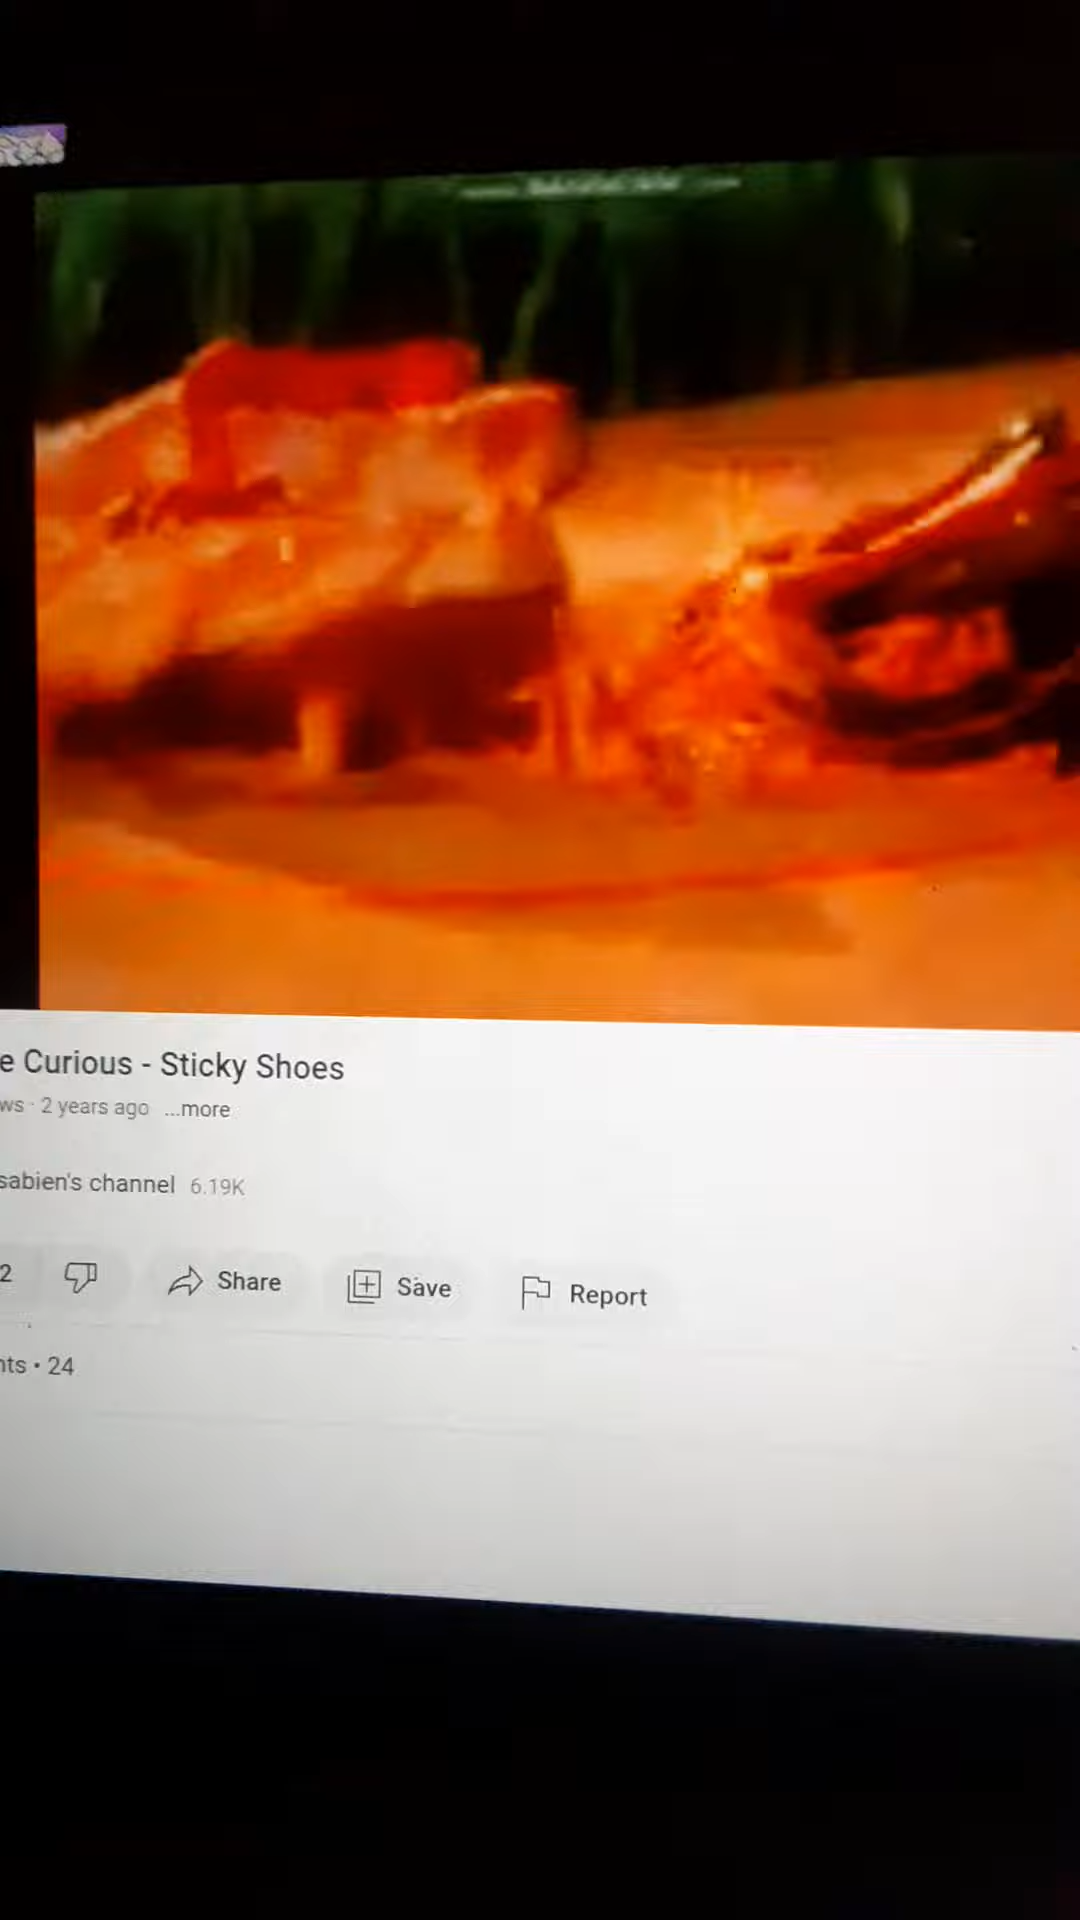 e Curious - Sticky Shoes
ws · 2 years ago ...more
sabien's channel 6.19K
2 Share Save Report
nts • 24